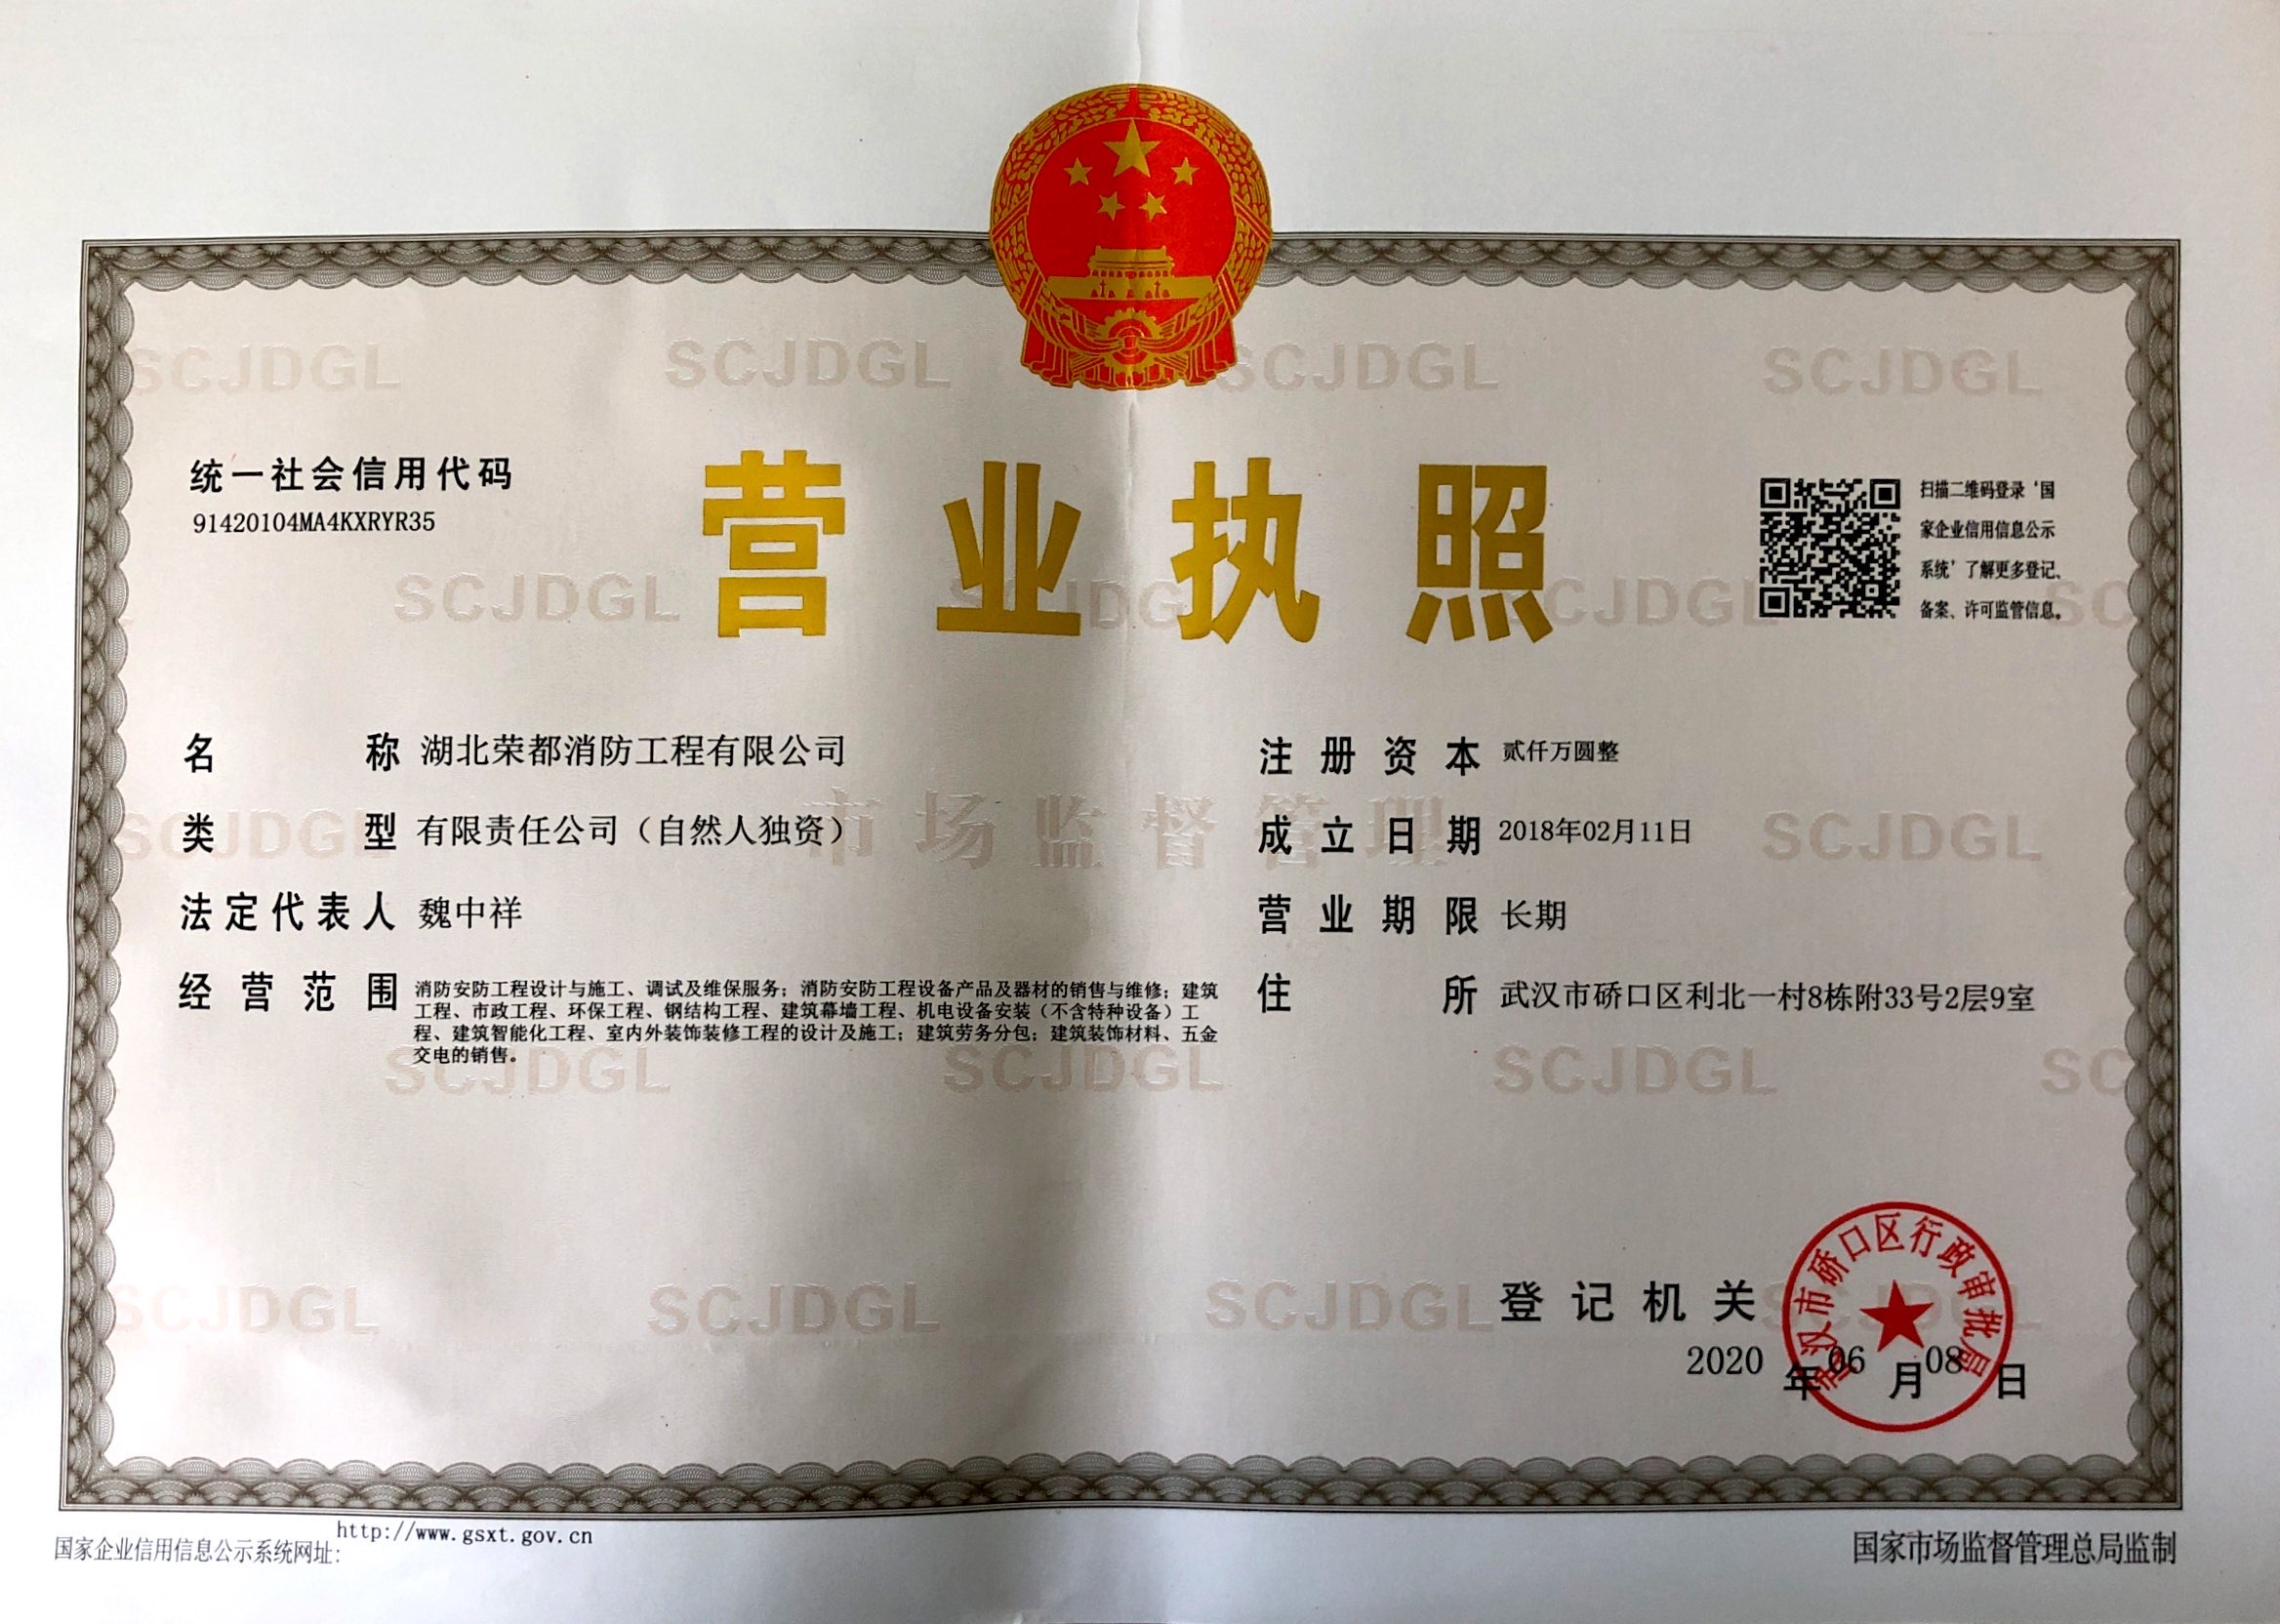 统一社会信用代码
91420104MA4KXRYR35
营业执照
扫描二维码登录‘国
家企业信用信息公示
系统’了解更多登记、
备案、许可监管信息。
名称 湖北荣都消防工程有限公司
类型 有限责任公司（自然人独资）
法定代表人 魏中祥
经营范围 消防安防工程设计与施工、调试及维保服务；消防安防工程设备产品及器材的销售与维修；建筑
工程、市政工程、环保工程、钢结构工程、建筑幕墙工程、机电设备安装（不含特种设备）工
程、建筑智能化工程、室内外装饰装修工程的设计及施工；建筑劳务分包；建筑装饰材料、五金
交电的销售。
注册资本 贰仟万圆整
成立日期 2018年02月11日
营业期限 长期
住所 武汉市硚口区利北一村8栋附33号2层9室
市场监督管理
SCJDGL
登记机关
武汉市硚口区行政审批局
2020年06月08日
国家企业信用信息公示系统网址：http://www.gsxt.gov.cn
国家市场监督管理总局监制